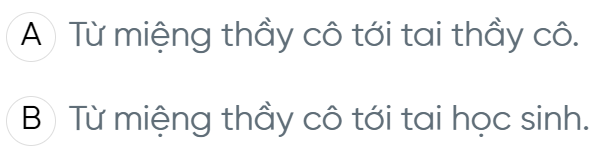 A Từ miệng thầy cô tới tai thầy cô.
B Từ miệng thầy cô tới tai học sinh.